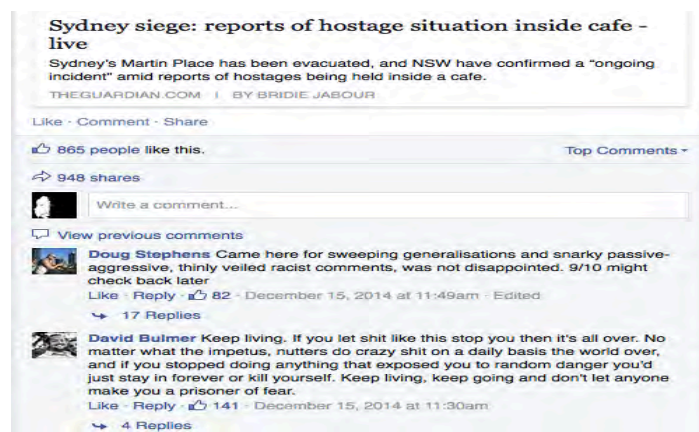 Sydney siege: reports of hostage situation inside cafe -
live
Sydney's Martin Place has been evacuated, and NSW have confirmed a "ongoing
incident" amid reports of hostages being held inside a cafe.
THEGUARDIAN.COM | BY BRIDIE JABOUR
Like · Comment · Share
865 people like this.
Top Comments
948 shares
Write a comment...
View previous comments
Doug Stephens Came here for sweeping generalisations and snarky passive-
aggressive, thinly veiled racist comments, was not disappointed. 9/10 might
check back later
Like · Reply · 82 · December 15, 2014 at 11:49am · Edited
17 Replies
David Bulmer Keep living. If you let shit like this stop you then it's all over. No
matter what the impetus, nutters do crazy shit on a daily basis the world over,
and if you stopped doing anything that exposed you to random danger you'd
just stay in forever or kill yourself. Keep living, keep going and don't let anyone
make you a prisoner of fear.
Like · Reply · 141 · December 15, 2014 at 11:30am
4 Replies